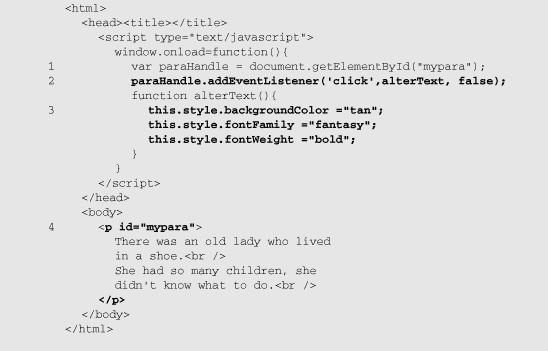 <html>
<head><title></title>
<script type="text/javascript">
window.onload=function(){
1 var paraHandle = document.getElementById("mypara");
2 paraHandle.addEventListener('click',alterText, false);
function alterText(){
3 this.style.backgroundColor ="tan";
this.style.fontFamily ="fantasy";
this.style.fontWeight ="bold";
}
}
</script>
</head>
<body>
4 <p id="mypara">
There was an old lady who lived
in a shoe.<br />
She had so many children, she
didn't know what to do.<br />
</p>
</body>
</html>